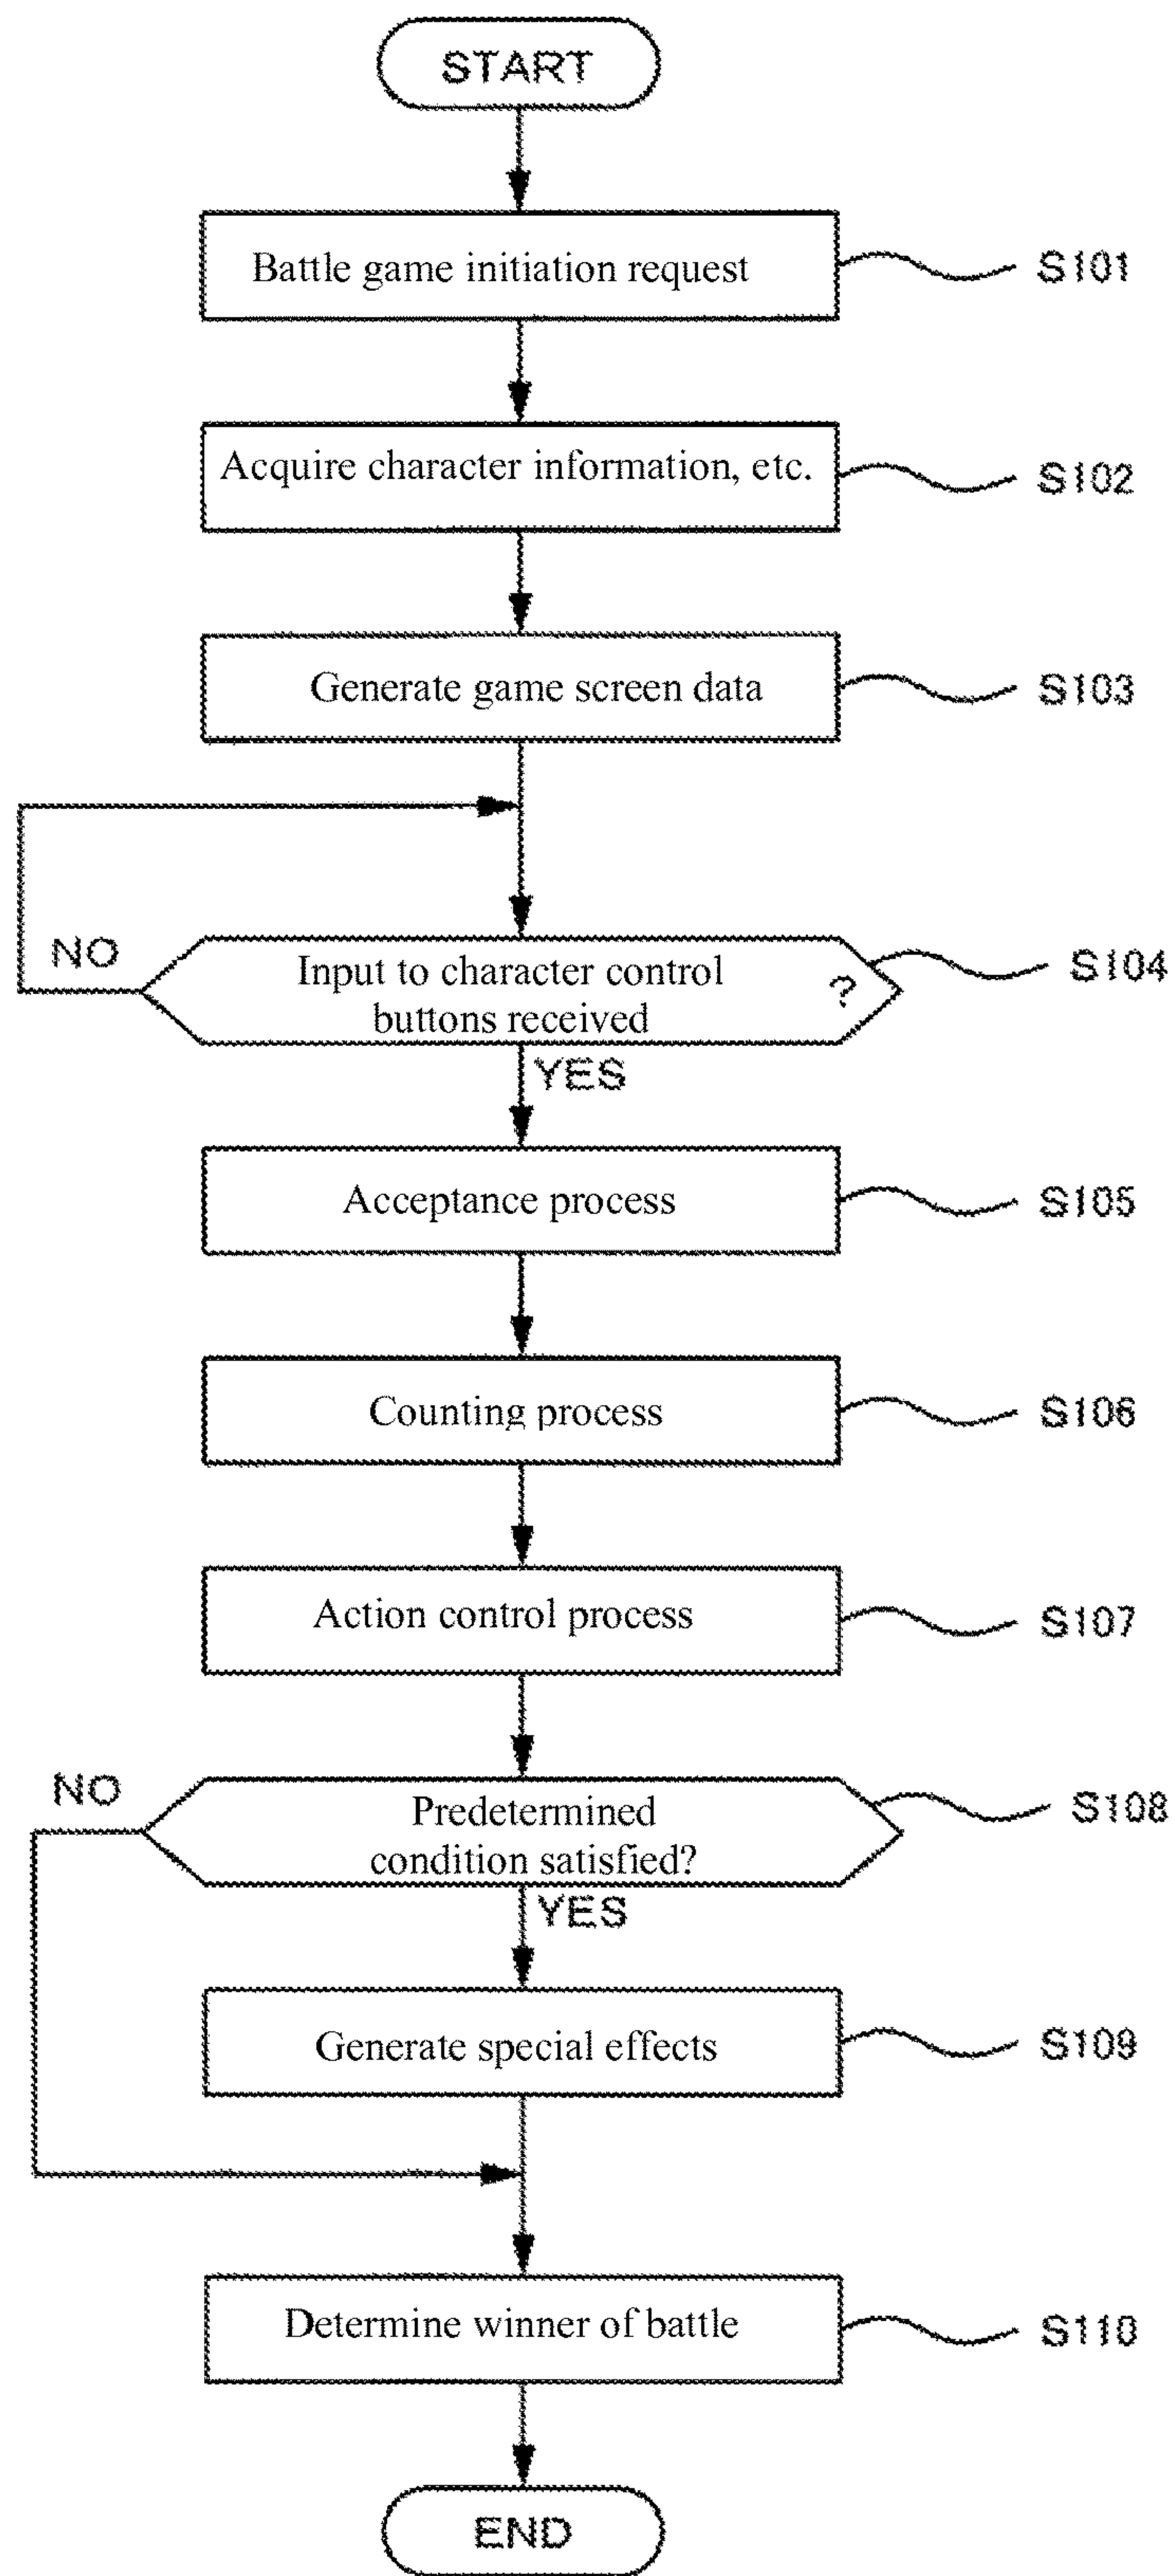 START
Battle game initiation request
S101
Acquire character information, etc.
S102
Generate game screen data
S103
NO
Input to character control
buttons received
?
S104
YES
Acceptance process
S105
Counting process
S106
Action control process
S107
NO
Predetermined
condition satisfied?
S108
YES
Generate special effects
S109
Determine winner of battle
S110
END